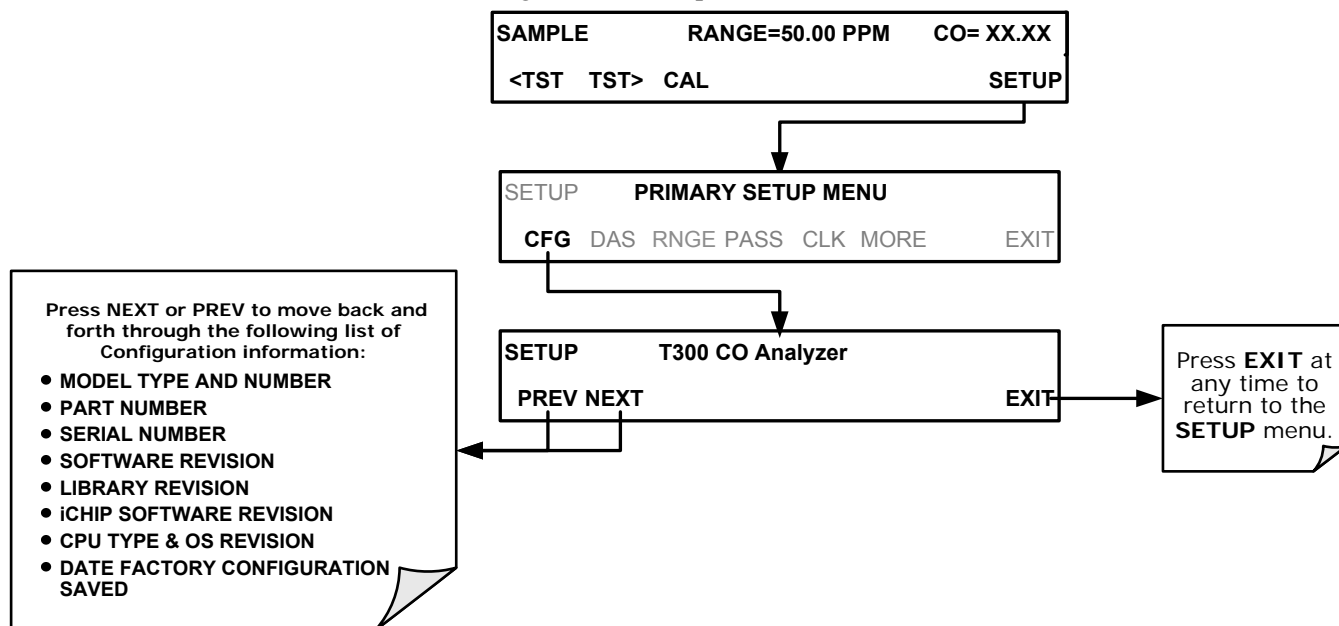 SAMPLE RANGE=50.00 PPM CO= XX.XX
<TST TST> CAL SETUP
SETUP PRIMARY SETUP MENU
CFG DAS RNGE PASS CLK MORE EXIT
SETUP T300 CO Analyzer
PREV NEXT EXIT
Press NEXT or PREV to move back and
forth through the following list of
Configuration information:
• MODEL TYPE AND NUMBER
• PART NUMBER
• SERIAL NUMBER
• SOFTWARE REVISION
• LIBRARY REVISION
• iCHIP SOFTWARE REVISION
• CPU TYPE & OS REVISION
• DATE FACTORY CONFIGURATION
SAVED
Press EXIT at
any time to
return to the
SETUP menu.